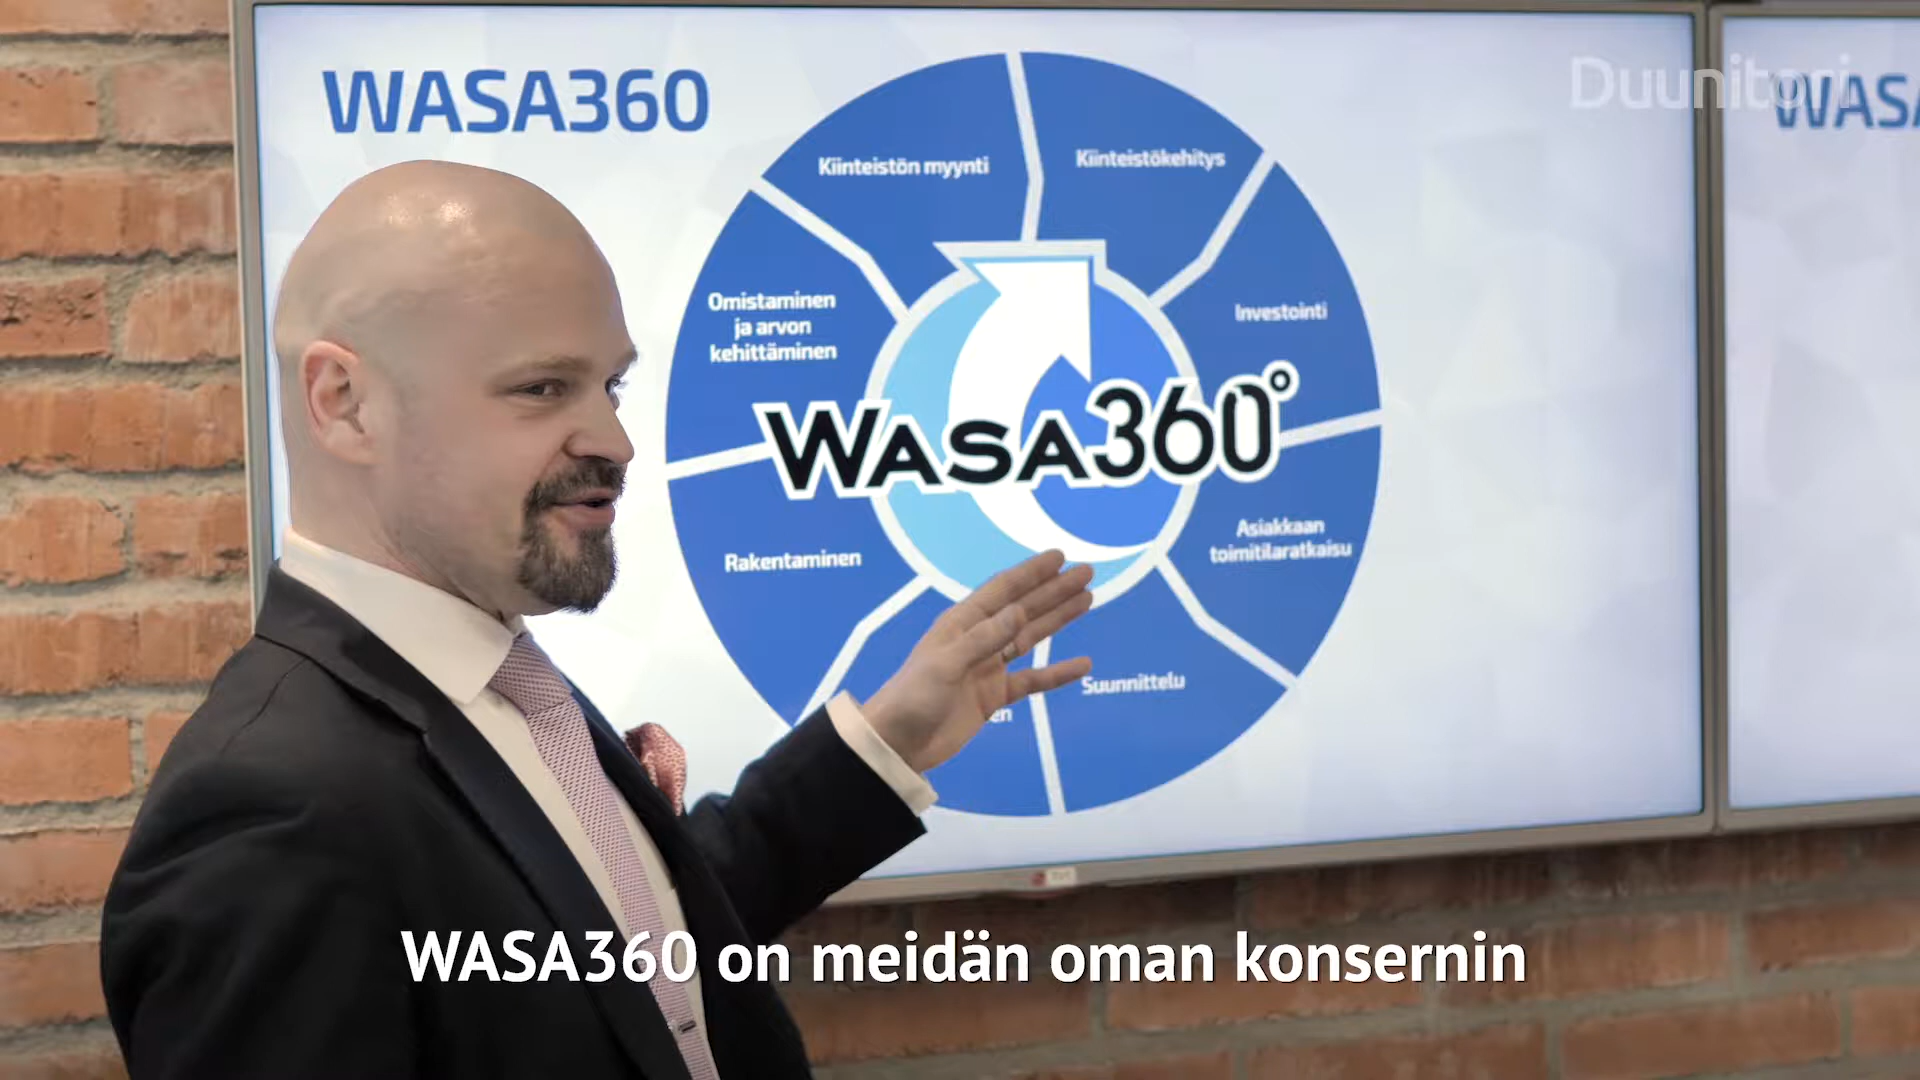 WASA360
Duunitori
WASA
Kiinteistön myynti
Kiinteistökehitys
Omistaminen
ja arvon
kehittäminen
Investointi
WASA360°
Rakentaminen
Asiakkaan
toimitilaratkaisu
Suunnittelu
en
WASA360 on meidän oman konsernin